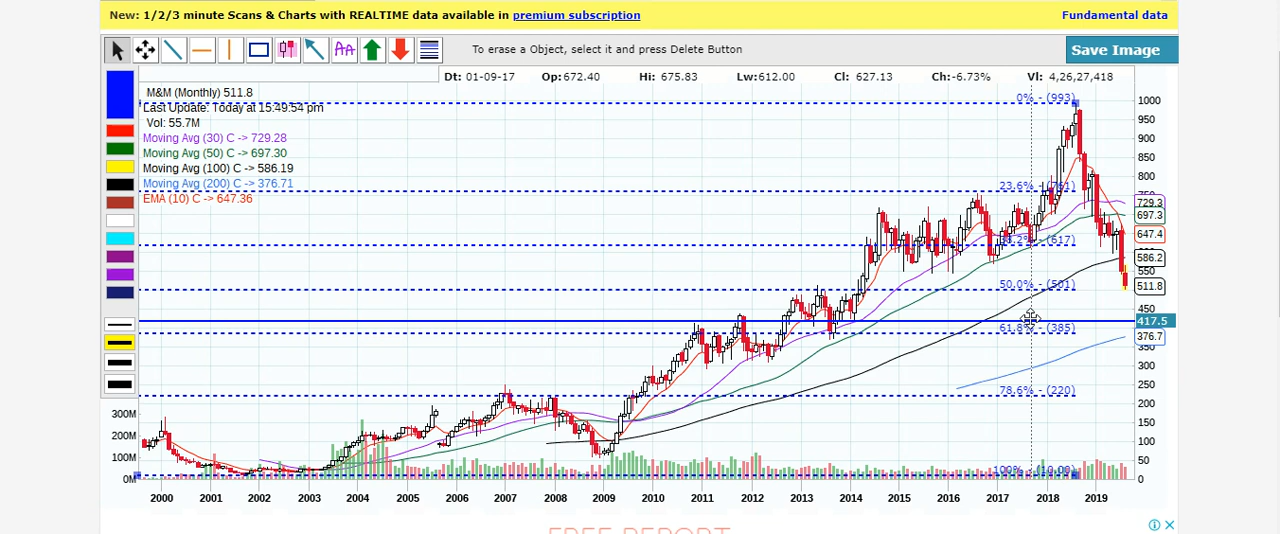 New: 1/2/3 minute Scans & Charts with REALTIME data available in premium subscription
Fundamental data
To erase a Object, select it and press Delete Button
Save Image
Dt: 01-09-17 Op:672.40 Hi: 675.83 Lw:612.00 Cl: 627.13 Ch:-6.73% Vl: 4,26,27,418
M&M (Monthly) 511.8
Last Update: Today at 15:49:54 pm
Vol: 55.7M
Moving Avg (30) C -> 729.28
Moving Avg (50) C -> 697.30
Moving Avg (100) C -> 586.19
Moving Avg (200) C -> 376.71
EMA (10) C -> 647.36
0% - (993)
23.6% - (761)
38.2% - (617)
50.0% - (501)
61.8% - (385)
78.6% - (220)
1000
950
900
850
800
729.3
697.3
647.4
586.2
550
511.8
450
417.5
376.7
350
300
250
200
150
100
50
0
300M
200M
100M
0M
2000 2001 2002 2003 2004 2005 2006 2007 2008 2009 2010 2011 2012 2013 2014 2015 2016 2017 2018 2019